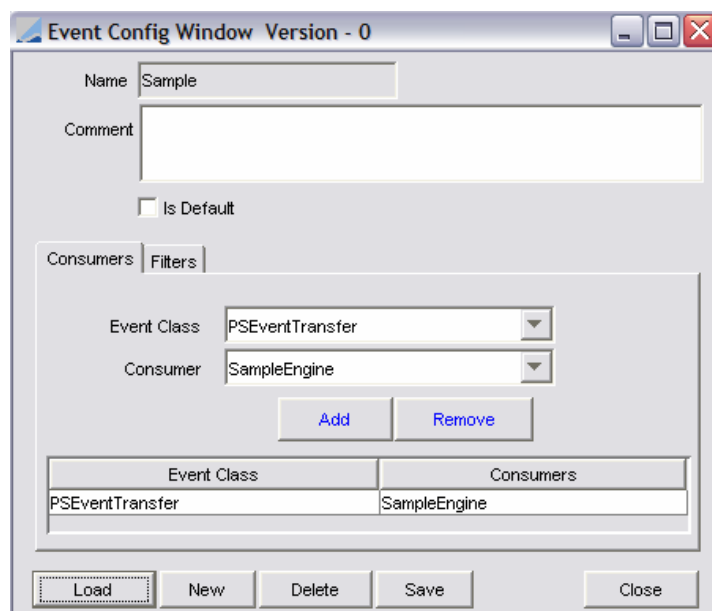 Event Config Window Version - 0
Name Sample
Comment
Is Default
Consumers Filters
Event Class PSEventTransfer
Consumer SampleEngine
Add Remove
Event Class Consumers
PSEventTransfer SampleEngine
Load New Delete Save Close